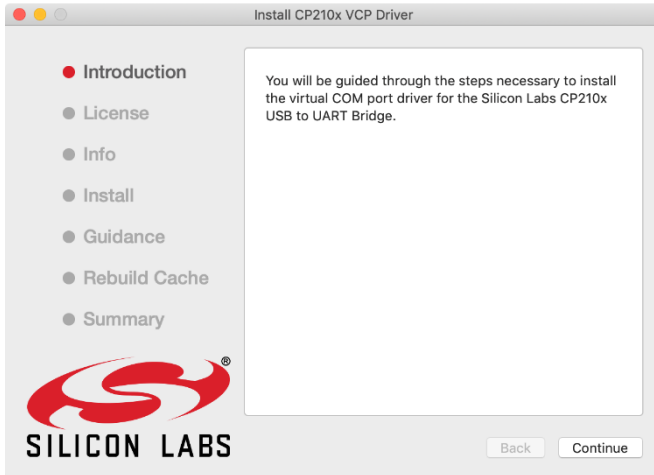 Install CP210x VCP Driver
Introduction
License
Info
Install
Guidance
Rebuild Cache
Summary
You will be guided through the steps necessary to install
the virtual COM port driver for the Silicon Labs CP210x
USB to UART Bridge.
®
SILICON LABS
Back
Continue